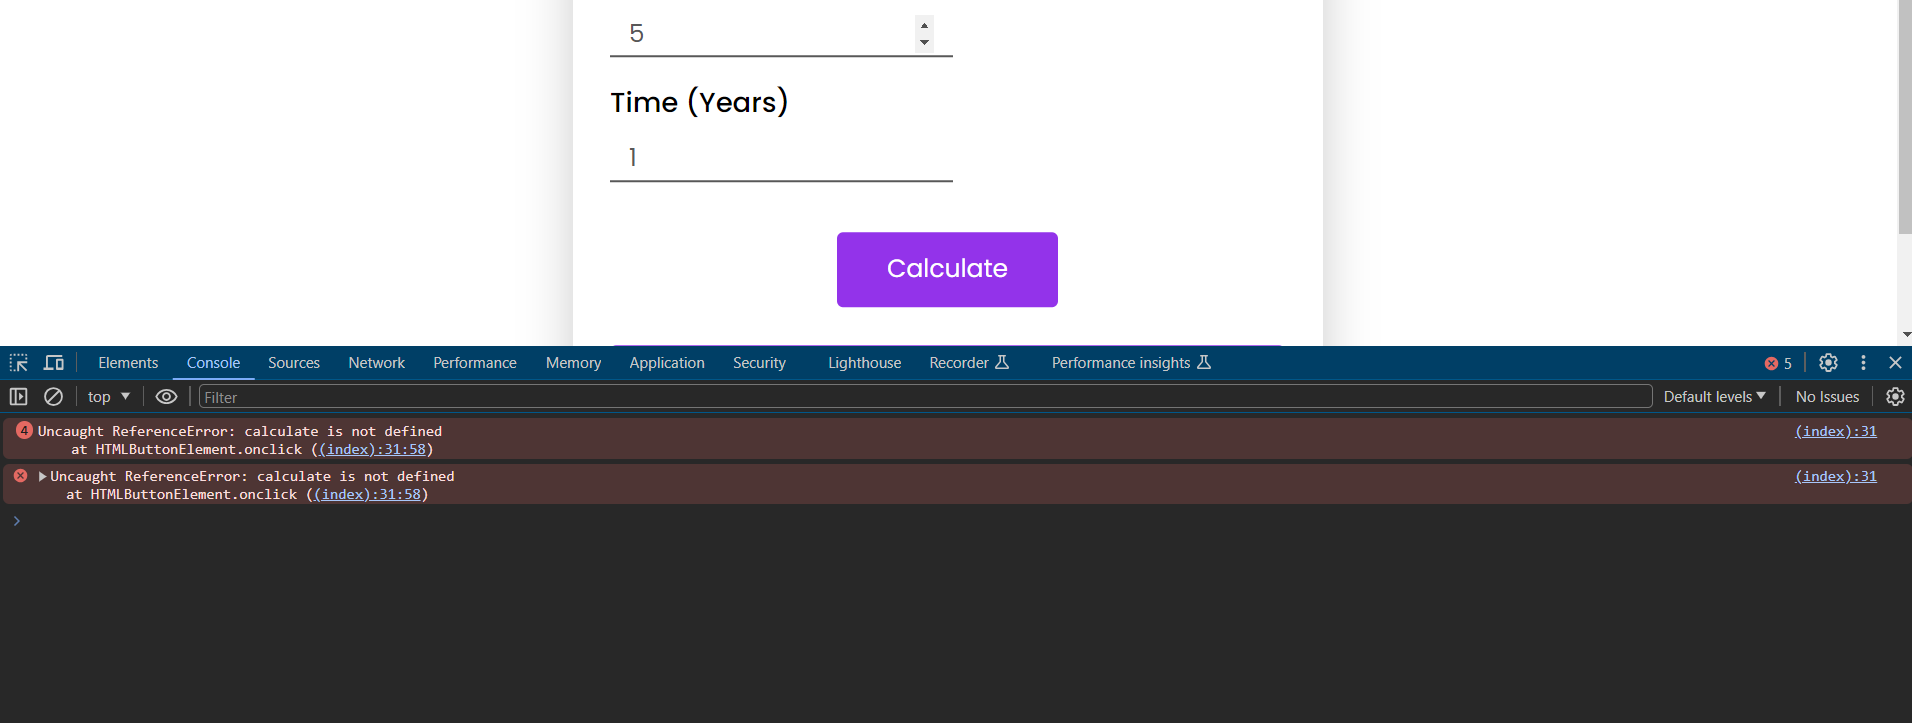 5
Time (Years)
1
Calculate
Elements Console Sources Network Performance Memory Application Security Lighthouse Recorder Performance insights 5
top Filter Default levels No Issues
4 Uncaught ReferenceError: calculate is not defined (index):31
at HTMLButtonElement.onclick ((index):31:58)
Uncaught ReferenceError: calculate is not defined (index):31
at HTMLButtonElement.onclick ((index):31:58)